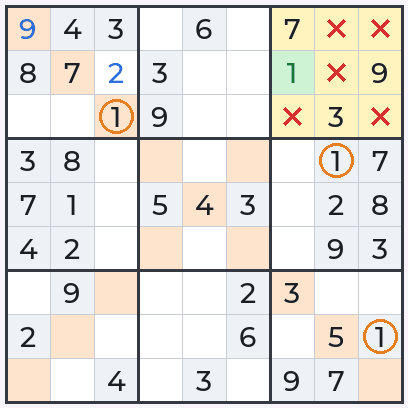 9 4 3 6 7 × ×
8 7 2 3 1 × 9
1 9 × 3 ×
3 8 1 7
7 1 5 4 3 2 8
4 2 9 3
9 2 3
2 6 5 1
4 3 9 7